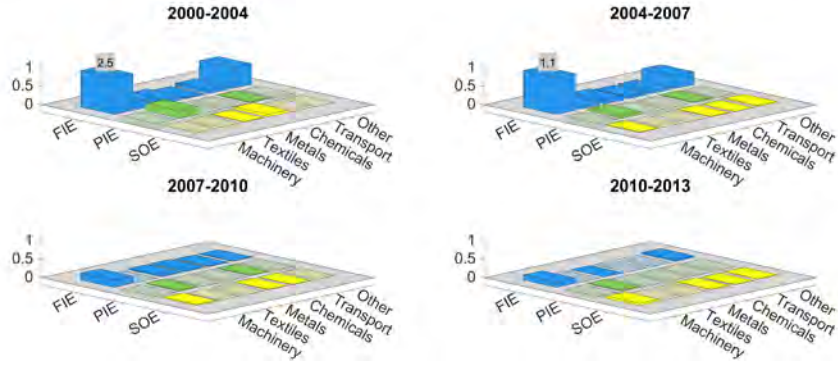 2000-2004
2.5
1
0.5
0
FIE
PIE
SOE
Machinery
Textiles
Metals
Chemicals
Transport
Other
2004-2007
1.1
1
0.5
0
FIE
PIE
SOE
Machinery
Textiles
Metals
Chemicals
Transport
Other
2007-2010
1
0.5
0
FIE
PIE
SOE
Machinery
Textiles
Metals
Chemicals
Transport
Other
2010-2013
1
0.5
0
FIE
PIE
SOE
Machinery
Textiles
Metals
Chemicals
Transport
Other